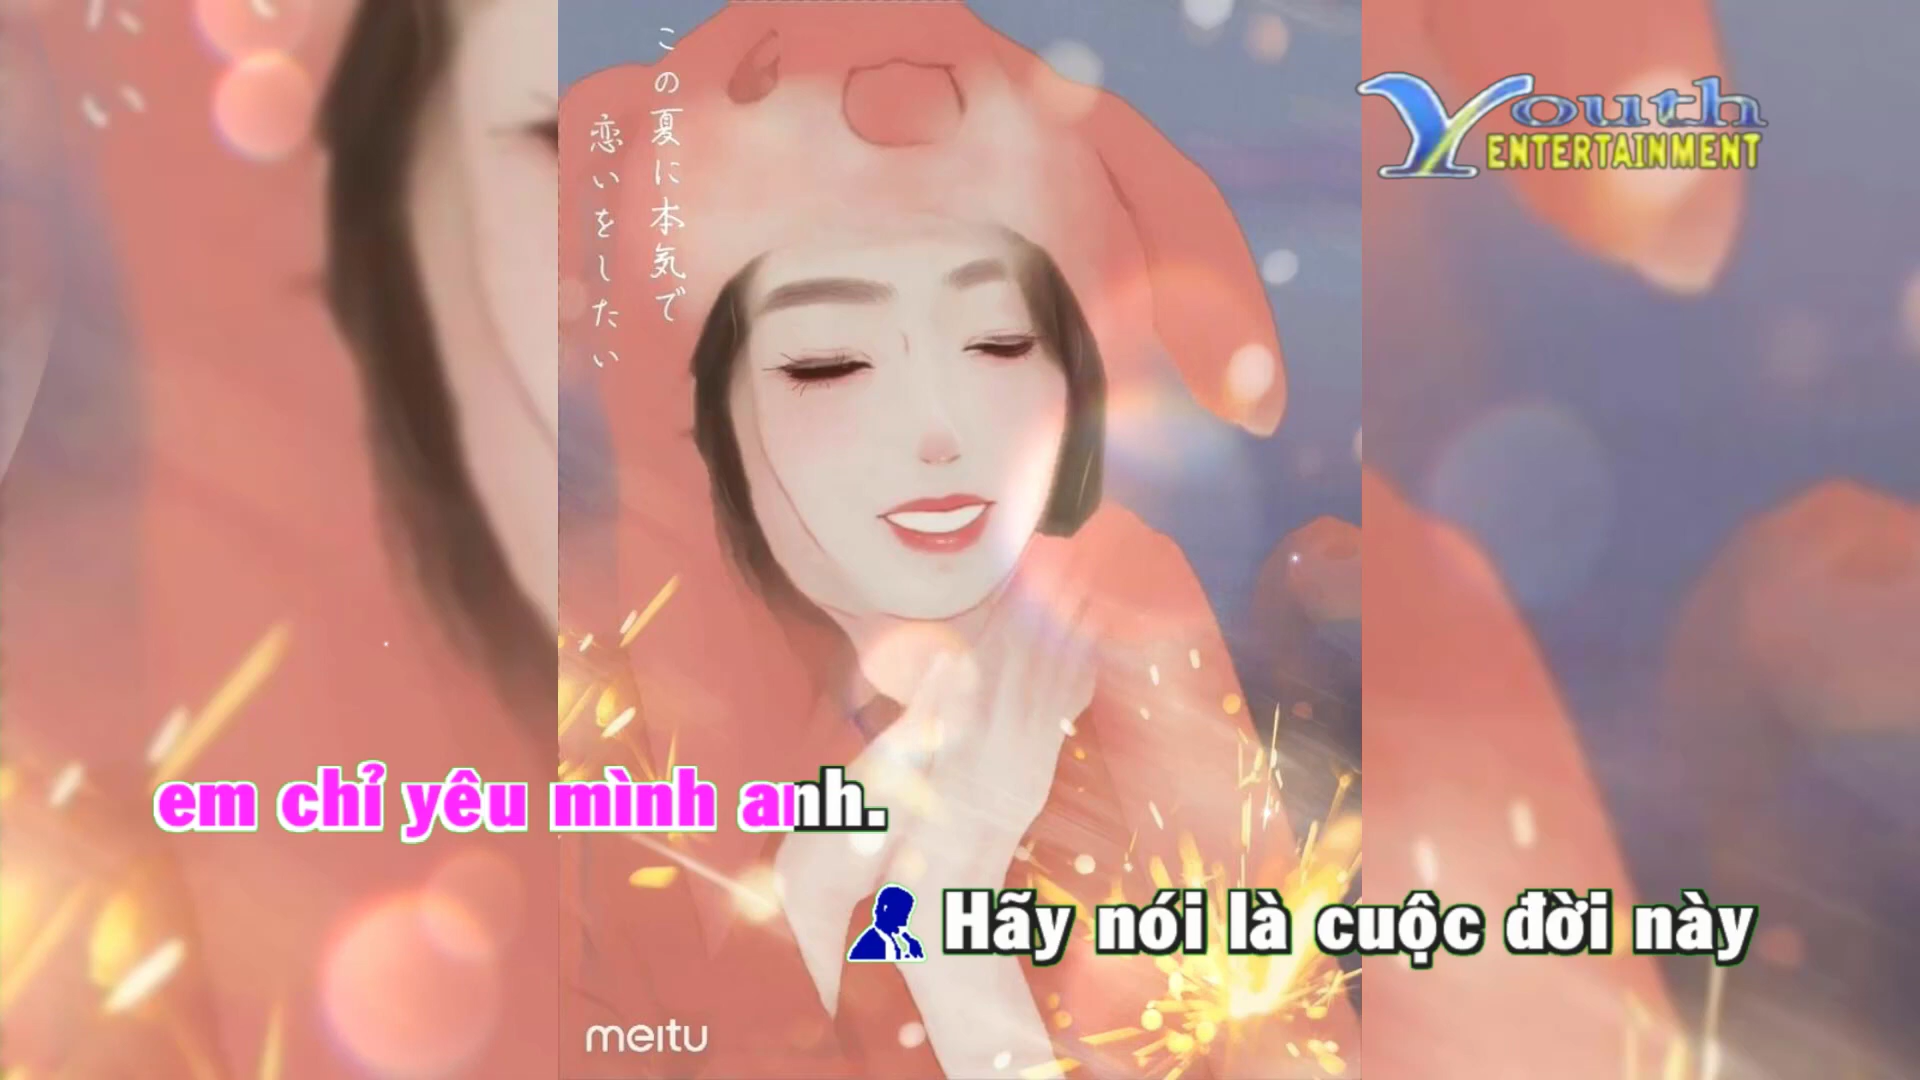 この夏に本気で
恋いをしたい
Youth
ENTERTAINMENT
em chỉ yêu mình anh.
Hãy nói là cuộc đời này
meitu